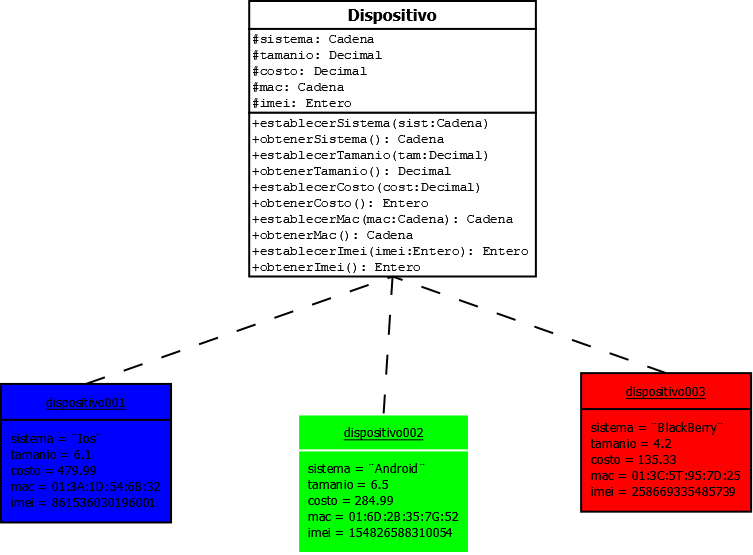 Dispositivo
#sistema: Cadena
#tamanio: Decimal
#costo: Decimal
#mac: Cadena
#imei: Entero
+establecerSistema(sist:Cadena)
+obtenerSistema(): Cadena
+establecerTamanio(tam:Decimal)
+obtenerTamanio(): Decimal
+establecerCosto(cost:Decimal)
+obtenerCosto(): Entero
+establecerMac(mac:Cadena): Cadena
+obtenerMac(): Cadena
+establecerImei(imei:Entero): Entero
+obtenerImei(): Entero
dispositivo001
sistema = ¨Ios¨
tamanio = 6.1
costo = 479.99
mac = 01:3A:1D:54:6B:32
imei = 861536030196001
dispositivo002
sistema = ¨Android¨
tamanio = 6.5
costo = 284.99
mac = 01:6D:2B:35:7G:52
imei = 154826588310054
dispositivo003
sistema = ¨BlackBerry¨
tamanio = 4.2
costo = 135.33
mac = 01:3C:5T:95:7D:25
imei = 258669335485739